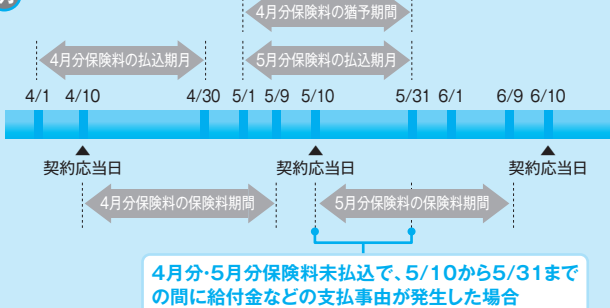 4月分保険料の猶予期間
4月分保険料の払込期月
5月分保険料の払込期月
4/1 4/10 4/30 5/1 5/9 5/10 5/31 6/1 6/9 6/10
契約応当日 契約応当日 契約応当日
4月分保険料の保険料期間 5月分保険料の保険料期間
4月分・5月分保険料未払込で、5/10から5/31まで
の間に給付金などの支払事由が発生した場合